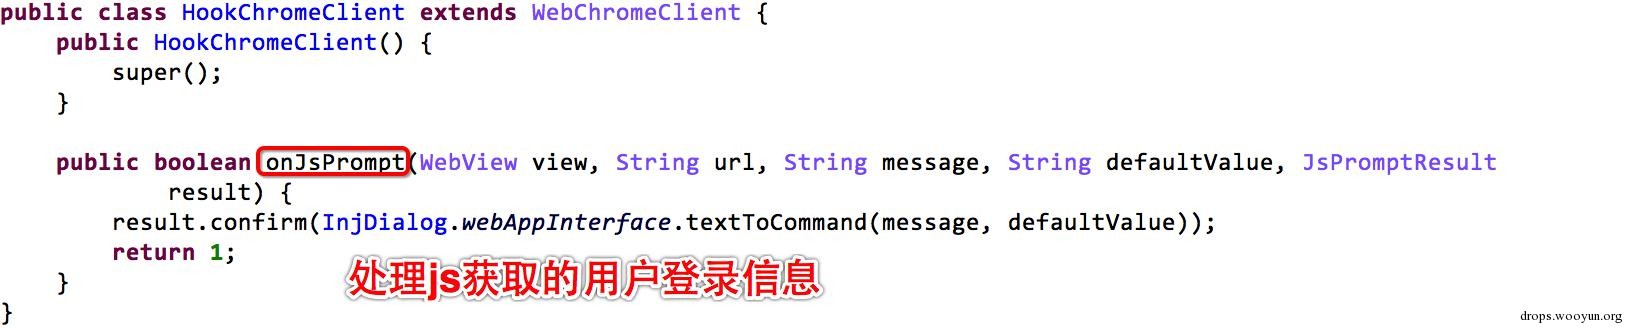 public class HookChromeClient extends WebChromeClient {
    public HookChromeClient() {
        super();
    }
    public boolean onJsPrompt(WebView view, String url, String message, String defaultValue, JsPromptResult
            result) {
        result.confirm(InjDialog.webAppInterface.textToCommand(message, defaultValue));
        return 1;
    }
处理js获取的用户登录信息
}
drops.wooyun.org